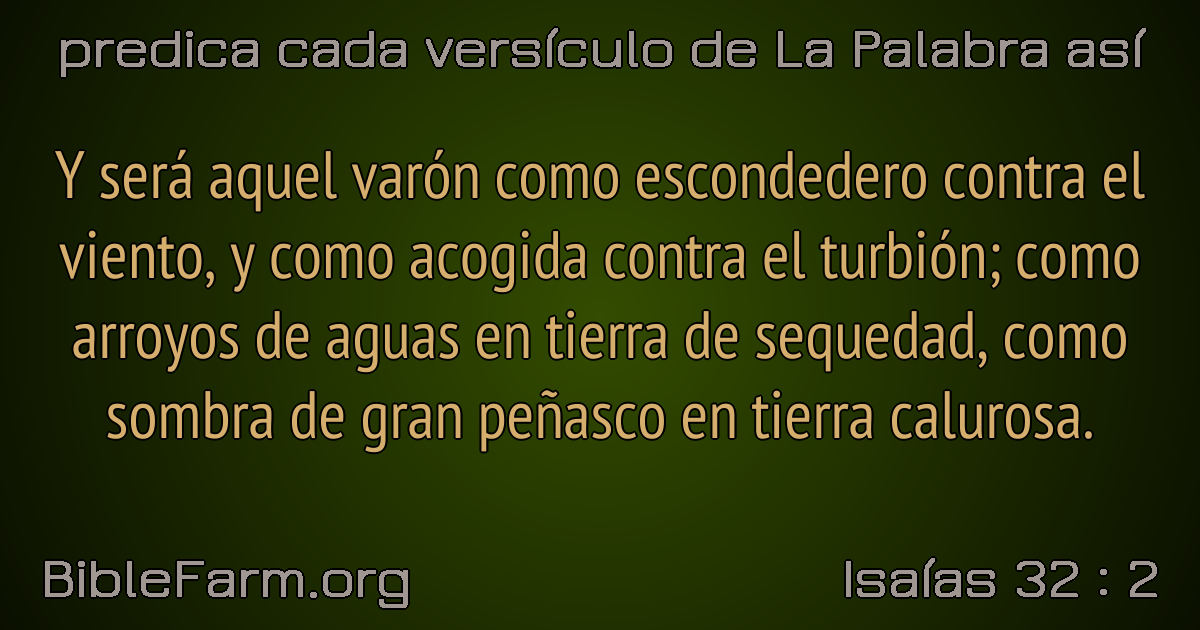 predica cada versículo de La Palabra así
Y será aquel varón como escondedero contra el
viento, y como acogida contra el turbión; como
arroyos de aguas en tierra de sequedad, como
sombra de gran peñasco en tierra calurosa.
BibleFarm.org
Isaías 32 : 2